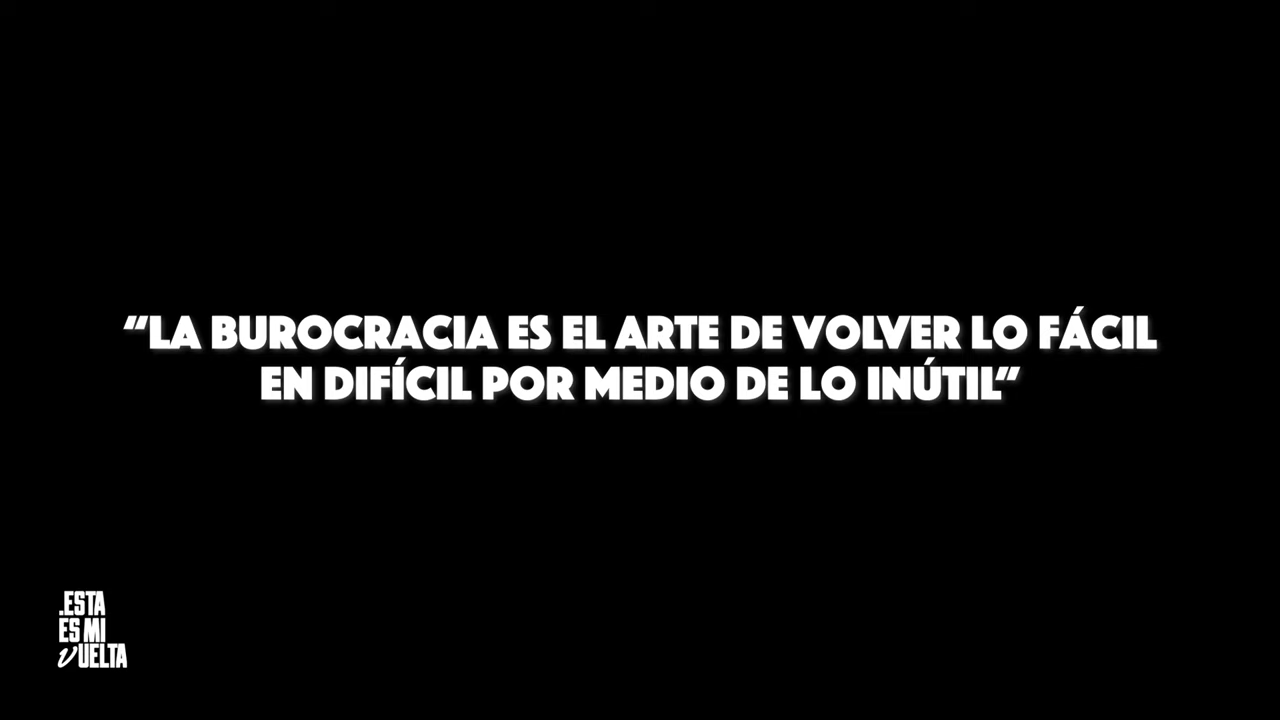 “LA BUROCRACIA ES EL ARTE DE VOLVER LO FÁCIL
EN DIFÍCIL POR MEDIO DE LO INÚTIL”
.ESTA
ES MI
VUELTA